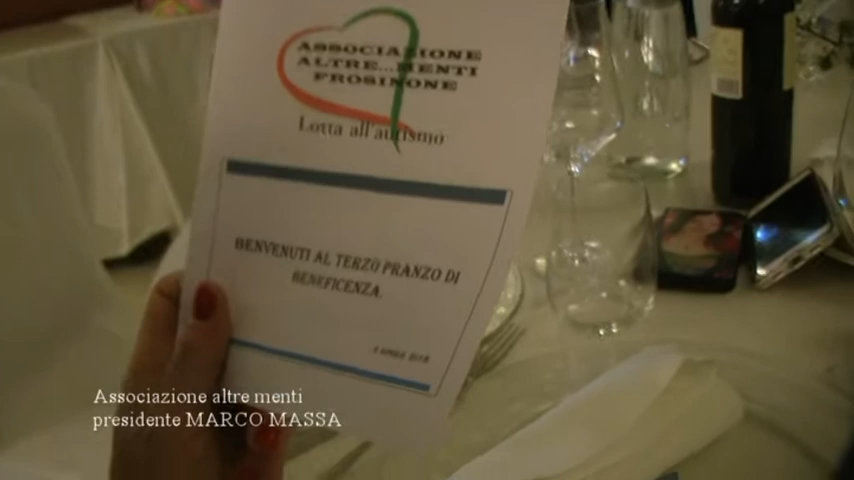 ASSOCIAZIONE
ALTRE...MENTI
FROSINONE
Lotta all'autismo
BENVENUTI AL TERZO PRANZO DI
BENEFICENZA.
APRILE
Associazione altre menti
presidente MARCO MASSA